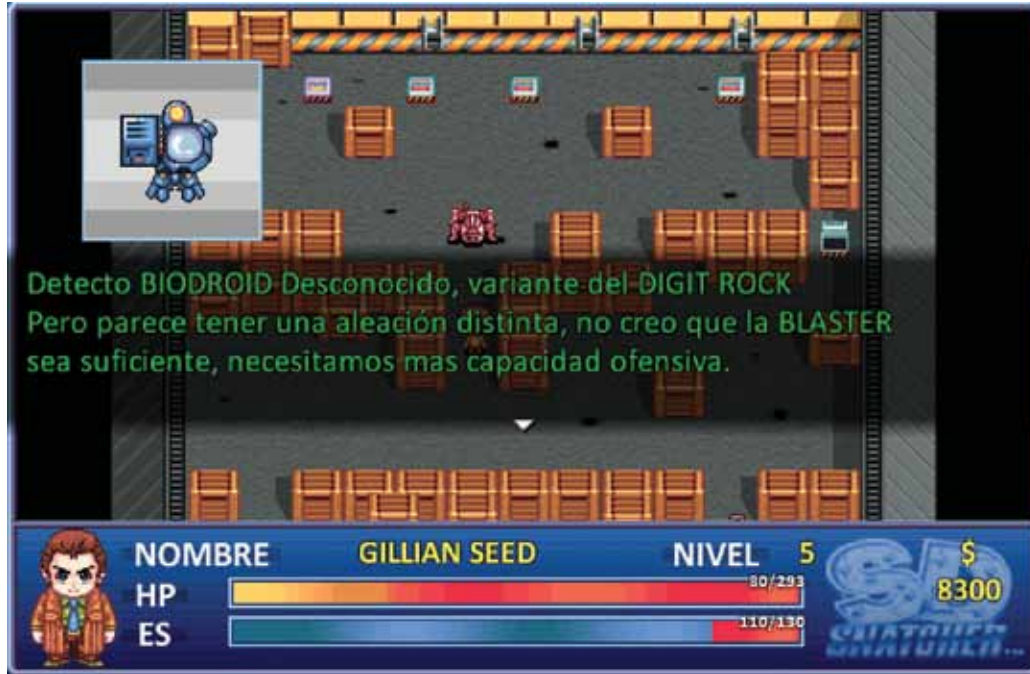 Detecto BIODROID Desconocido, variante del DIGIT ROCK
Pero parece tener una aleación distinta, no creo que la BLASTER
sea suficiente, necesitamos mas capacidad ofensiva.
NOMBRE GILLIAN SEED NIVEL 5 $
HP 80/293 8300
ES 110/130
SD
SNATCHER